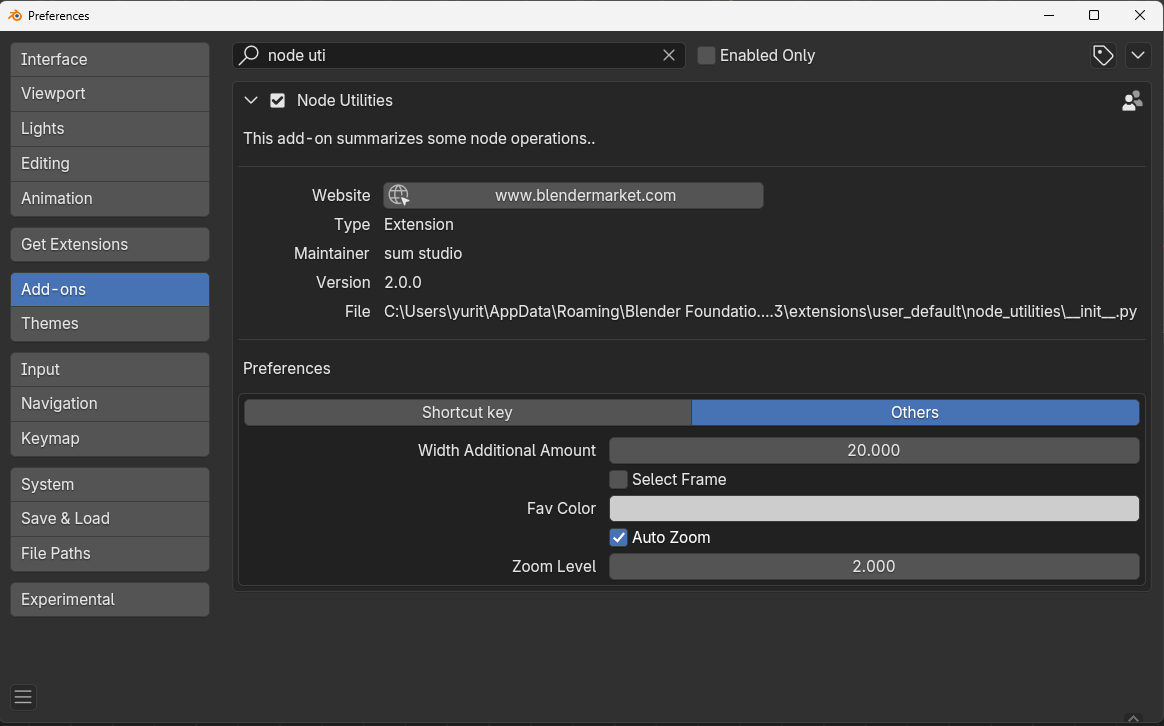 Preferences
node uti
Enabled Only
Interface
Viewport
Lights
Editing
Animation
Get Extensions
Add-ons
Themes
Input
Navigation
Keymap
System
Save & Load
File Paths
Experimental
Node Utilities
This add-on summarizes some node operations..
Website www.blendermarket.com
Type Extension
Maintainer sum studio
Version 2.0.0
File C:\Users\yurit\AppData\Roaming\Blender Foundatio....3\extensions\user_default\node_utilities\__init__.py
Preferences
Shortcut key Others
Width Additional Amount 20.000
Select Frame
Fav Color
Auto Zoom
Zoom Level 2.000